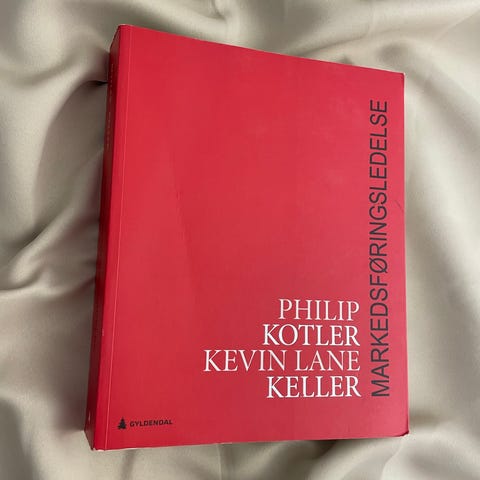 MARKEDSFØRINGSLEDELSE
PHILIP
KOTLER
KEVIN LANE
KELLER
GYLDENDAL